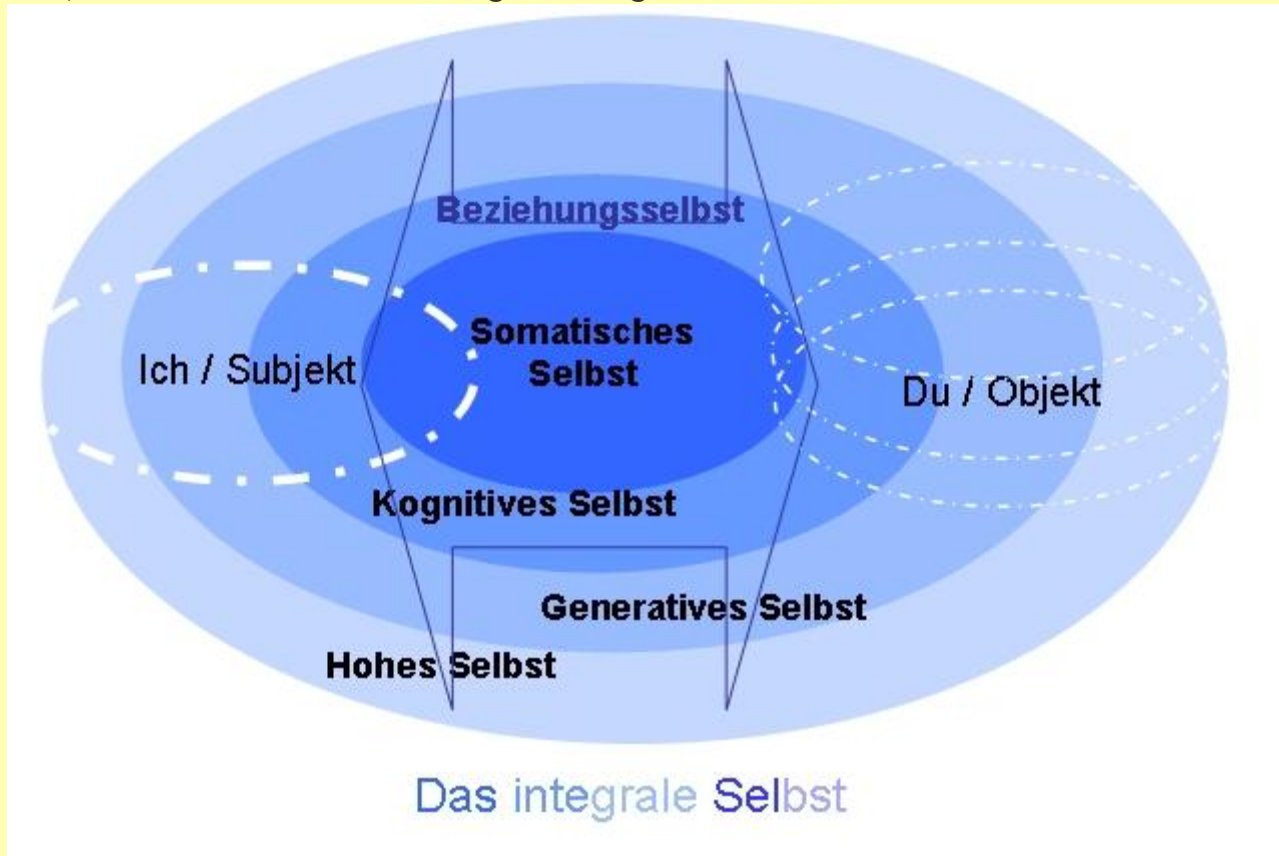 Beziehungsselbst
Somatisches
Selbst
Ich / Subjekt
Du / Objekt
Kognitives Selbst
Generatives Selbst
Hohes Selbst
Das integrale Selbst